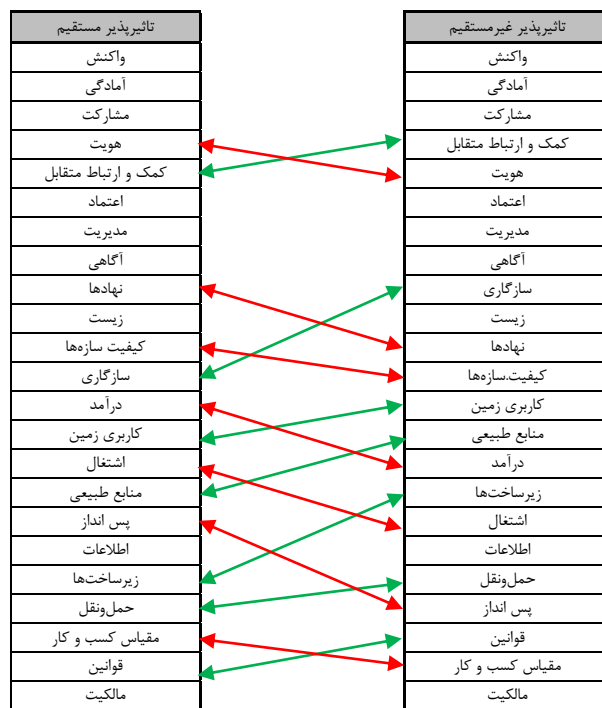 تاثیرپذیر غیرمستقیم
واکنش
آمادگی
مشارکت
کمک و ارتباط متقابل
هویت
اعتماد
مدیریت
آگاهی
سازگاری
زیست
نهادها
کیفیت.سازه‌ها
کاربری زمین
منابع طبیعی
درآمد
زیرساخت‌ها
اشتغال
اطلاعات
حمل‌ونقل
پس انداز
قوانین
مقیاس کسب و کار
مالکیت
تاثیرپذیر مستقیم
واکنش
آمادگی
مشارکت
هویت
کمک و ارتباط متقابل
اعتماد
مدیریت
آگاهی
نهادها
زیست
کیفیت سازه‌ها
سازگاری
درآمد
کاربری زمین
اشتغال
منابع طبیعی
پس انداز
اطلاعات
زیرساخت‌ها
حمل‌ونقل
مقیاس کسب و کار
قوانین
مالکیت